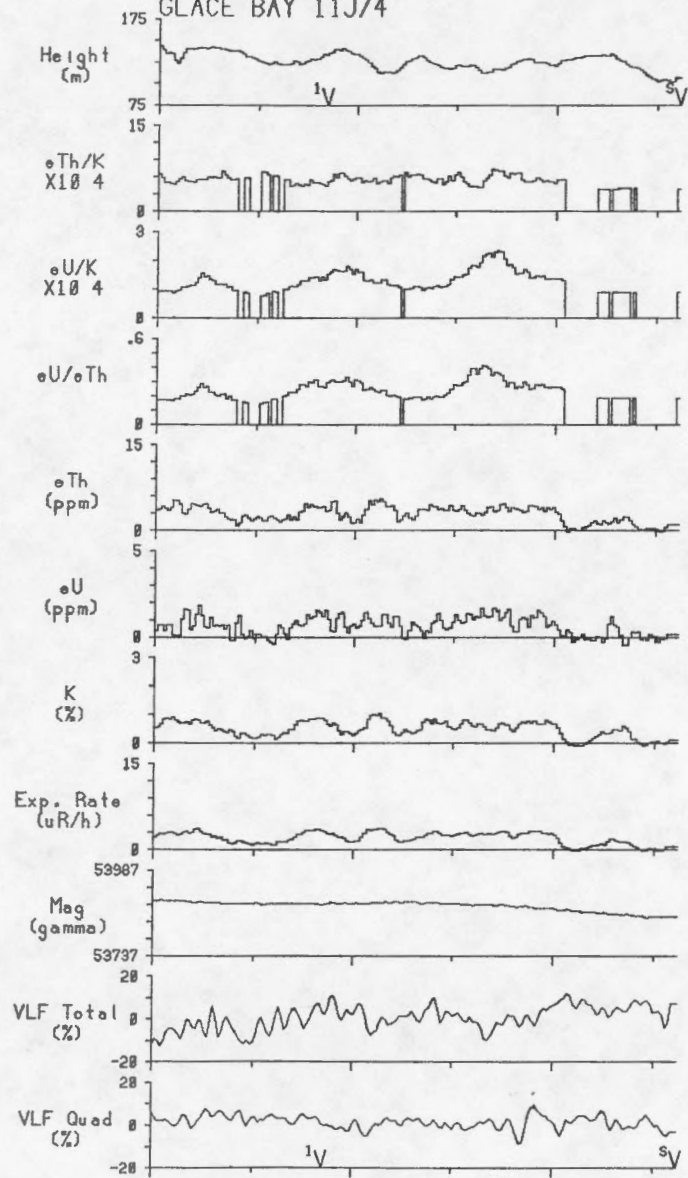 GLACE BAY 11J/4
175
Height
(m)
75
1V
SV
15
eTh/K
X10 4
0
3
eU/K
X10 4
0
.6
eU/eTh
0
15
eTh
(ppm)
0
5
eU
(ppm)
0
3
K
(%)
0
15
Exp. Rate
(uR/h)
0
53987
Mag
(gamma)
53737
20
VLF Total
0
(%)
-20
20
VLF Quad
0
(%)
-20
1V
SV